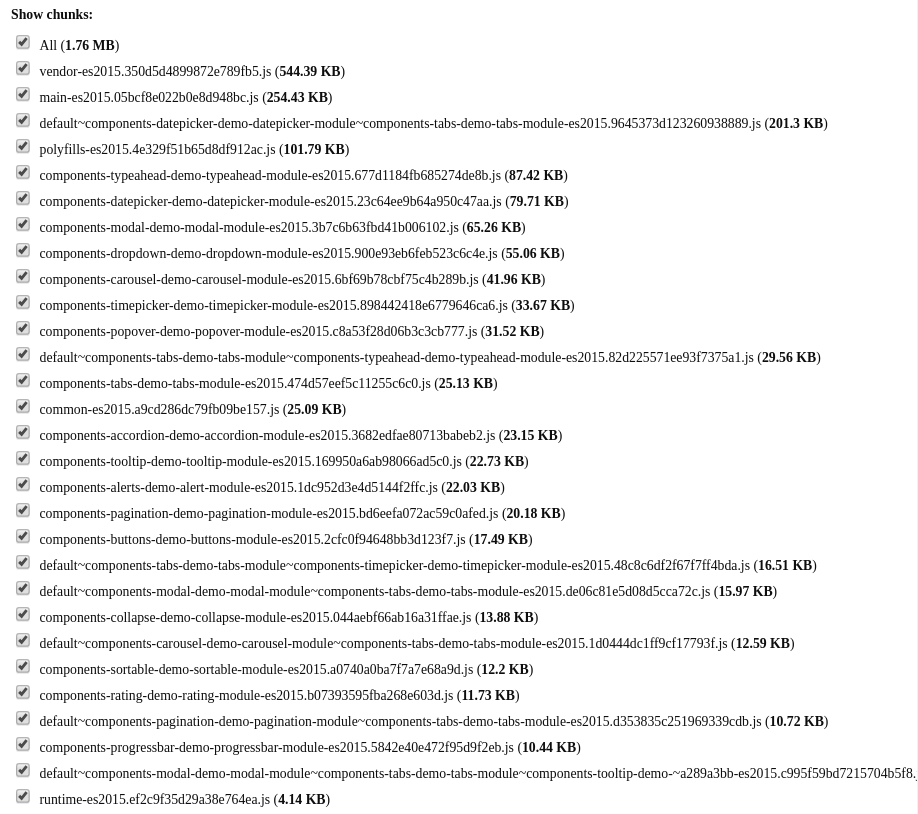 Show chunks:
All (1.76 MB)
vendor-es2015.350d5d4899872e789fb5.js (544.39 KB)
main-es2015.05bcf8e022b0e8d948bc.js (254.43 KB)
default~components-datepicker-demo-datepicker-module~components-tabs-demo-tabs-module-es2015.9645373d123260938889.js (201.3 KB)
polyfills-es2015.4e329f51b65d8df912ac.js (101.79 KB)
components-typeahead-demo-typeahead-module-es2015.677d1184fb685274de8b.js (87.42 KB)
components-datepicker-demo-datepicker-module-es2015.23c64ee9b64a950c47aa.js (79.71 KB)
components-modal-demo-modal-module-es2015.3b7c6b63fbd41b006102.js (65.26 KB)
components-dropdown-demo-dropdown-module-es2015.900e93eb6feb523c6c4e.js (55.06 KB)
components-carousel-demo-carousel-module-es2015.6bf69b78cbf75c4b289b.js (41.96 KB)
components-timepicker-demo-timepicker-module-es2015.898442418e6779646ca6.js (33.67 KB)
components-popover-demo-popover-module-es2015.c8a53f28d06b3c3cb777.js (31.52 KB)
default~components-tabs-demo-tabs-module~components-typeahead-demo-typeahead-module-es2015.82d225571ee93f7375a1.js (29.56 KB)
components-tabs-demo-tabs-module-es2015.474d57eef5c11255c6c0.js (25.13 KB)
common-es2015.a9cd286dc79fb09be157.js (25.09 KB)
components-accordion-demo-accordion-module-es2015.3682edfae80713babeb2.js (23.15 KB)
components-tooltip-demo-tooltip-module-es2015.169950a6ab98066ad5c0.js (22.73 KB)
components-alerts-demo-alert-module-es2015.1dc952d3e4d5144f2ffc.js (22.03 KB)
components-pagination-demo-pagination-module-es2015.bd6eefa072ac59c0afed.js (20.18 KB)
components-buttons-demo-buttons-module-es2015.2cfc0f94648bb3d123f7.js (17.49 KB)
default~components-tabs-demo-tabs-module~components-timepicker-demo-timepicker-module-es2015.48c8c6df2f67f7ff4bda.js (16.51 KB)
default~components-modal-demo-modal-module~components-tabs-demo-tabs-module-es2015.de06c81e5d08d5cca72c.js (15.97 KB)
components-collapse-demo-collapse-module-es2015.044aebf66ab16a31ffae.js (13.88 KB)
default~components-carousel-demo-carousel-module~components-tabs-demo-tabs-module-es2015.1d0444dc1ff9cf17793f.js (12.59 KB)
components-sortable-demo-sortable-module-es2015.a0740a0ba7f7a7e68a9d.js (12.2 KB)
components-rating-demo-rating-module-es2015.b07393595fba268e603d.js (11.73 KB)
default~components-pagination-demo-pagination-module~components-tabs-demo-tabs-module-es2015.d353835c251969339cdb.js (10.72 KB)
components-progressbar-demo-progressbar-module-es2015.5842e40e472f95d9f2eb.js (10.44 KB)
default~components-modal-demo-modal-module~components-tabs-demo-tabs-module~components-tooltip-demo-~a289a3bb-es2015.c995f59bd7215704b5f8.
runtime-es2015.ef2c9f35d29a38e764ea.js (4.14 KB)